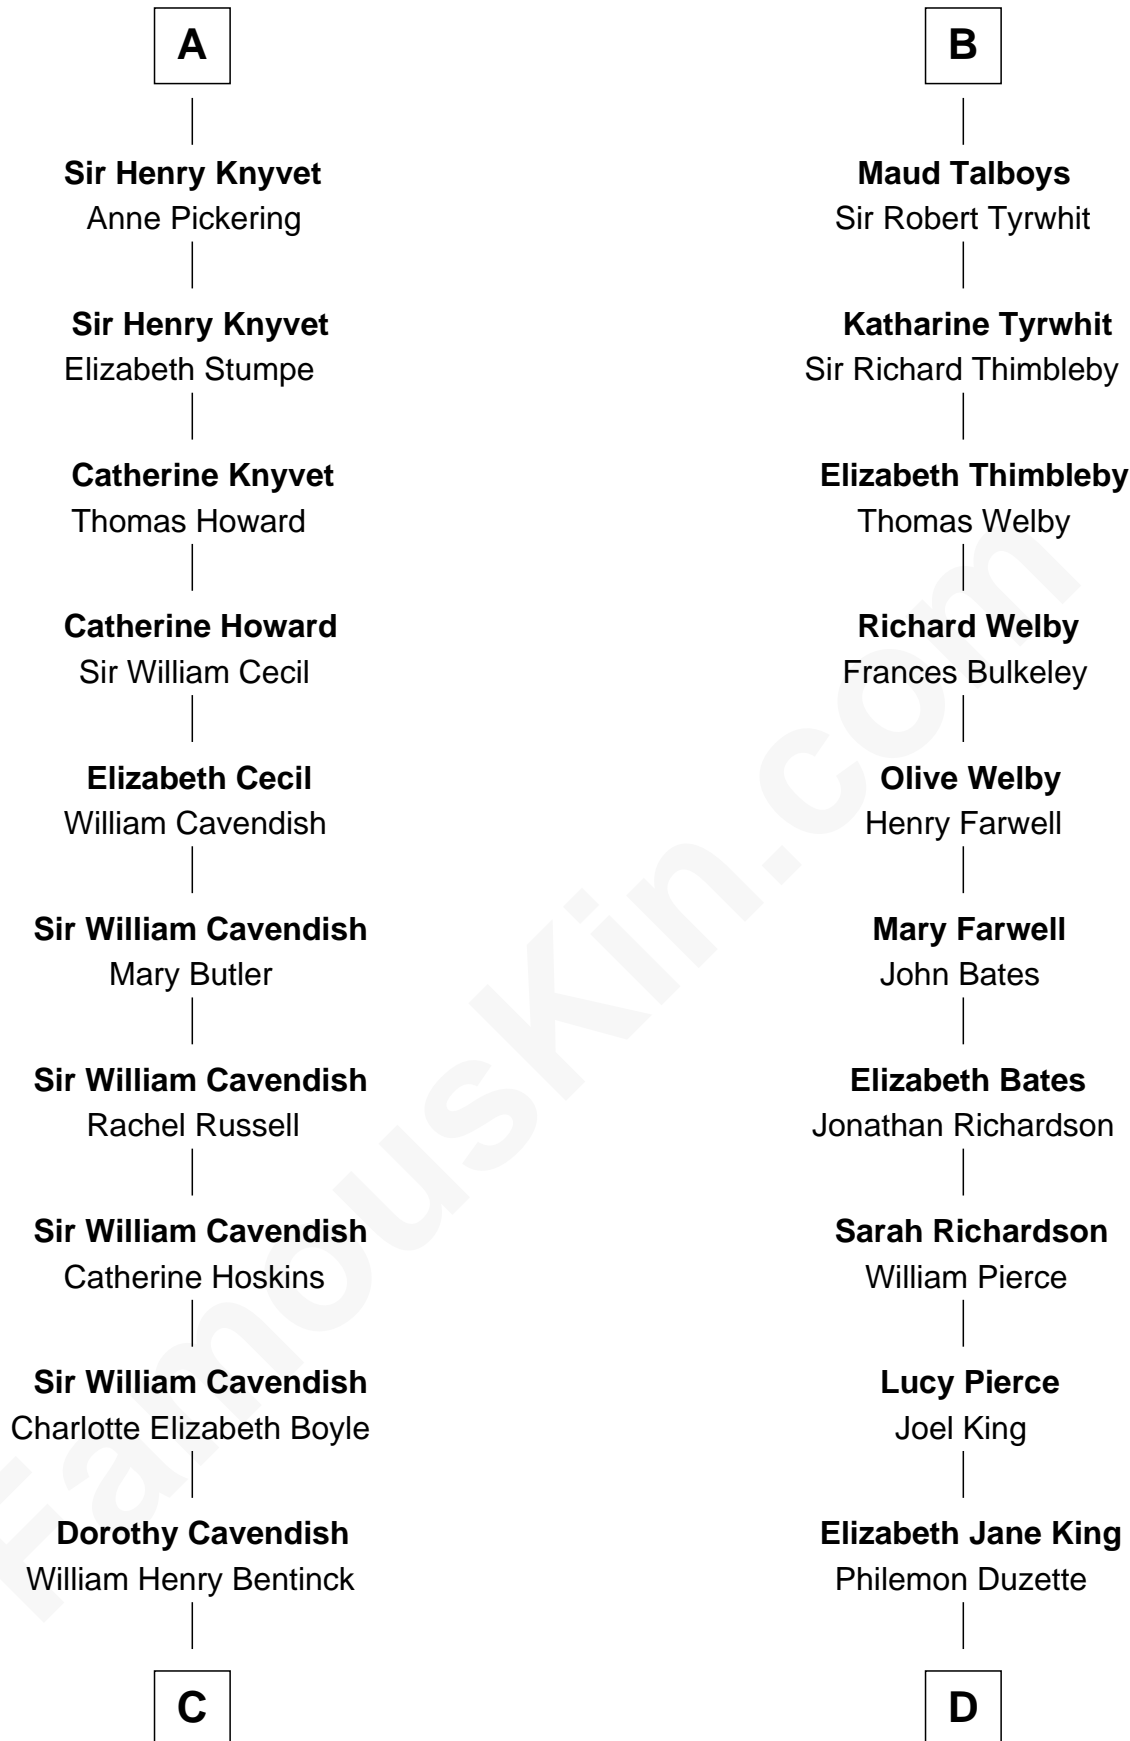 A
Sir Henry Knyvet
Anne Pickering
Sir Henry Knyvet
Elizabeth Stumpe
Catherine Knyvet
Thomas Howard
Catherine Howard
Sir William Cecil
Elizabeth Cecil
William Cavendish
Sir William Cavendish
Mary Butler
Sir William Cavendish
Rachel Russell
Sir William Cavendish
Catherine Hoskins
Sir William Cavendish
Charlotte Elizabeth Boyle
Dorothy Cavendish
William Henry Bentinck
C
B
Maud Talboys
Sir Robert Tyrwhit
Katharine Tyrwhit
Sir Richard Thimbleby
Elizabeth Thimbleby
Thomas Welby
Richard Welby
Frances Bulkeley
Olive Welby
Henry Farwell
Mary Farwell
John Bates
Elizabeth Bates
Jonathan Richardson
Sarah Richardson
William Pierce
Lucy Pierce
Joel King
Elizabeth Jane King
Philemon Duzette
D
FamousKin.com